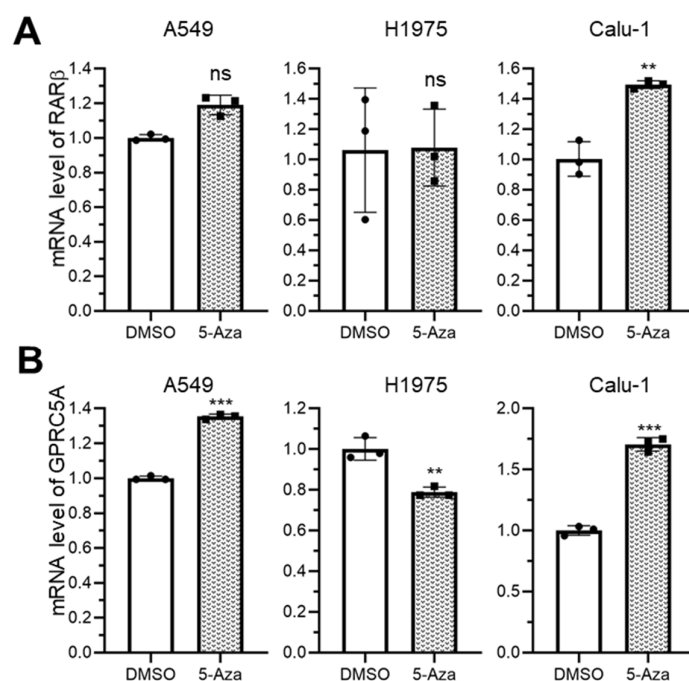 A
A549
H1975
Calu-1
mRNA level of RARβ
1.4
1.2
1.0
0.8
0.6
0.4
0.2
0.0
ns
DMSO
5-Aza
1.6
1.4
1.2
1.0
0.8
0.6
0.4
0.2
0.0
ns
DMSO
5-Aza
1.6
1.4
1.2
1.0
0.8
0.6
0.4
0.2
0.0
**
DMSO
5-Aza
B
A549
H1975
Calu-1
mRNA level of GPRC5A
1.4
1.2
1.0
0.8
0.6
0.4
0.2
0.0
***
DMSO
5-Aza
1.2
1.0
0.8
0.6
0.4
0.2
0.0
**
DMSO
5-Aza
2.0
1.5
1.0
0.5
0.0
***
DMSO
5-Aza